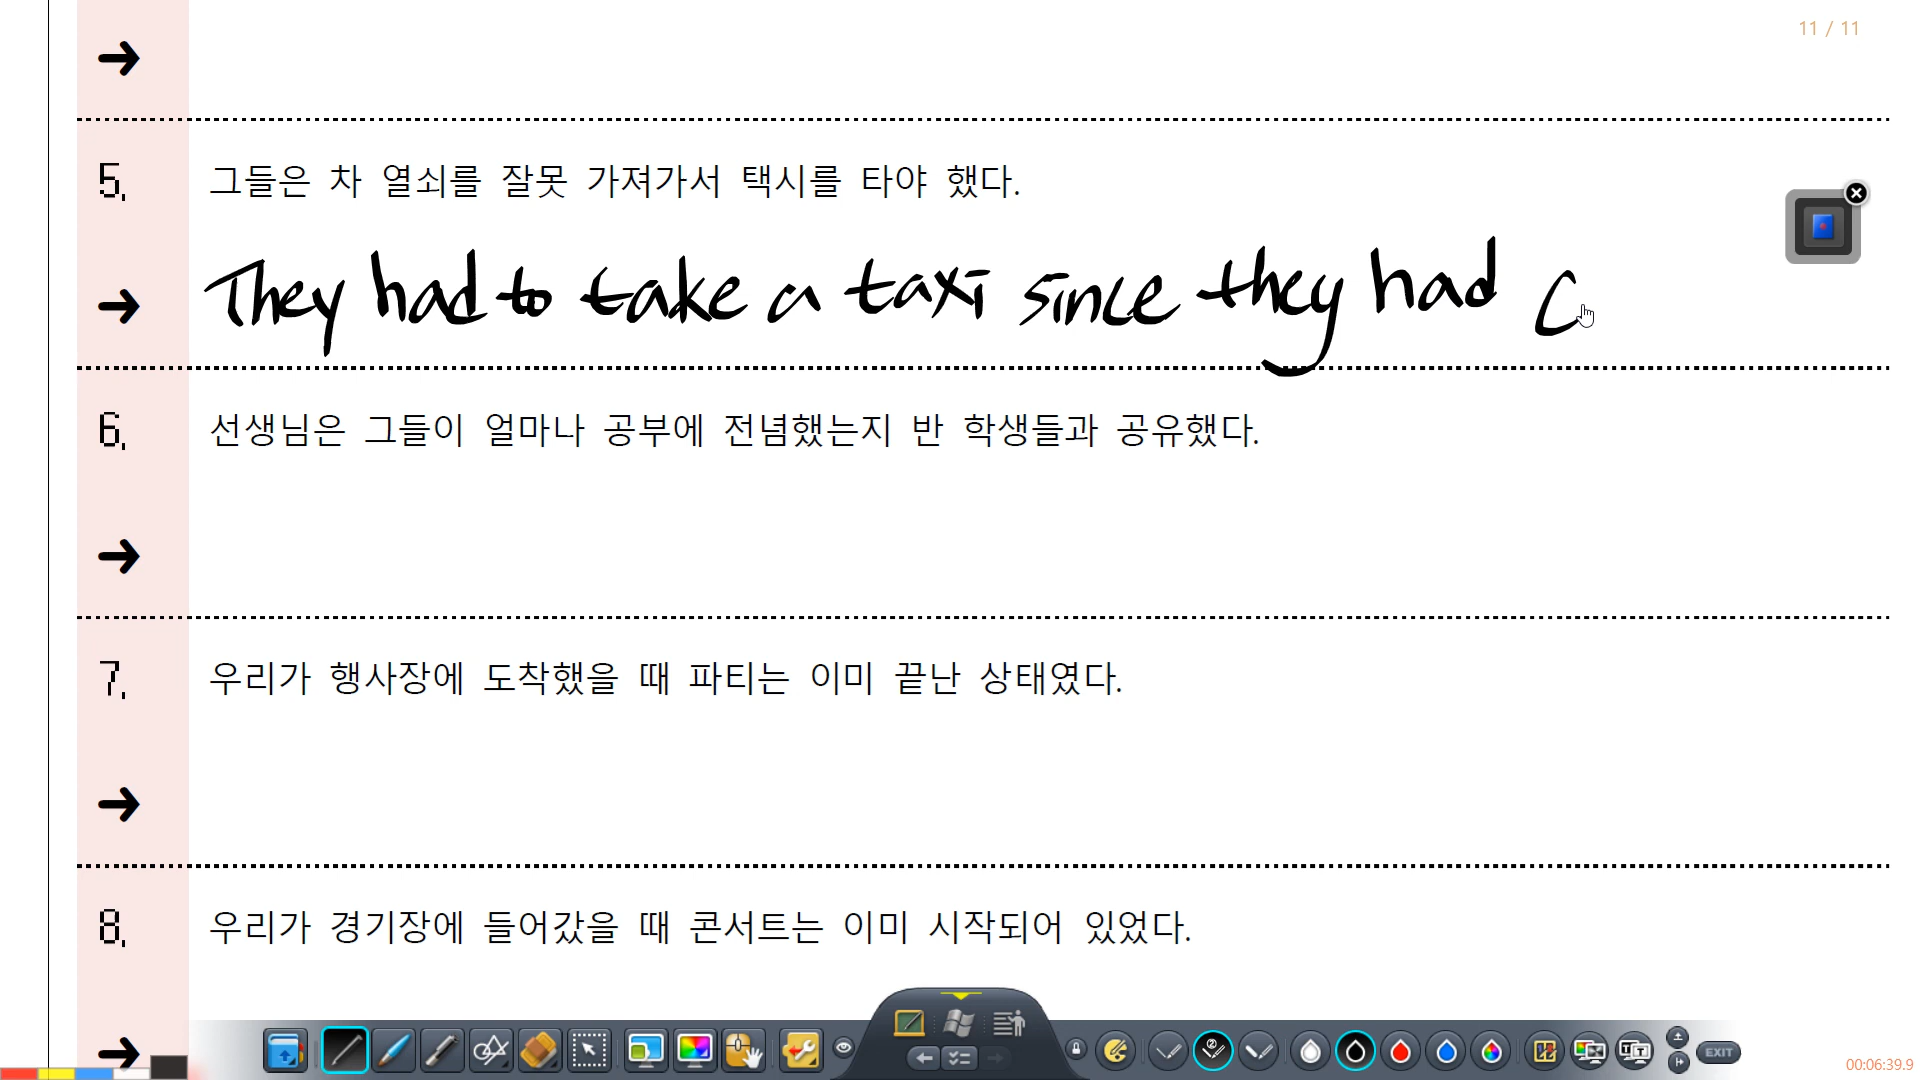 11 / 11
5. 그들은 차 열쇠를 잘못 가져가서 택시를 타야 했다.
They had to take a taxi since they had
6. 선생님은 그들이 얼마나 공부에 전념했는지 반 학생들과 공유했다.
7. 우리가 행사장에 도착했을 때 파티는 이미 끝난 상태였다.
8. 우리가 경기장에 들어갔을 때 콘서트는 이미 시작되어 있었다.
EXIT
00:06:39.9